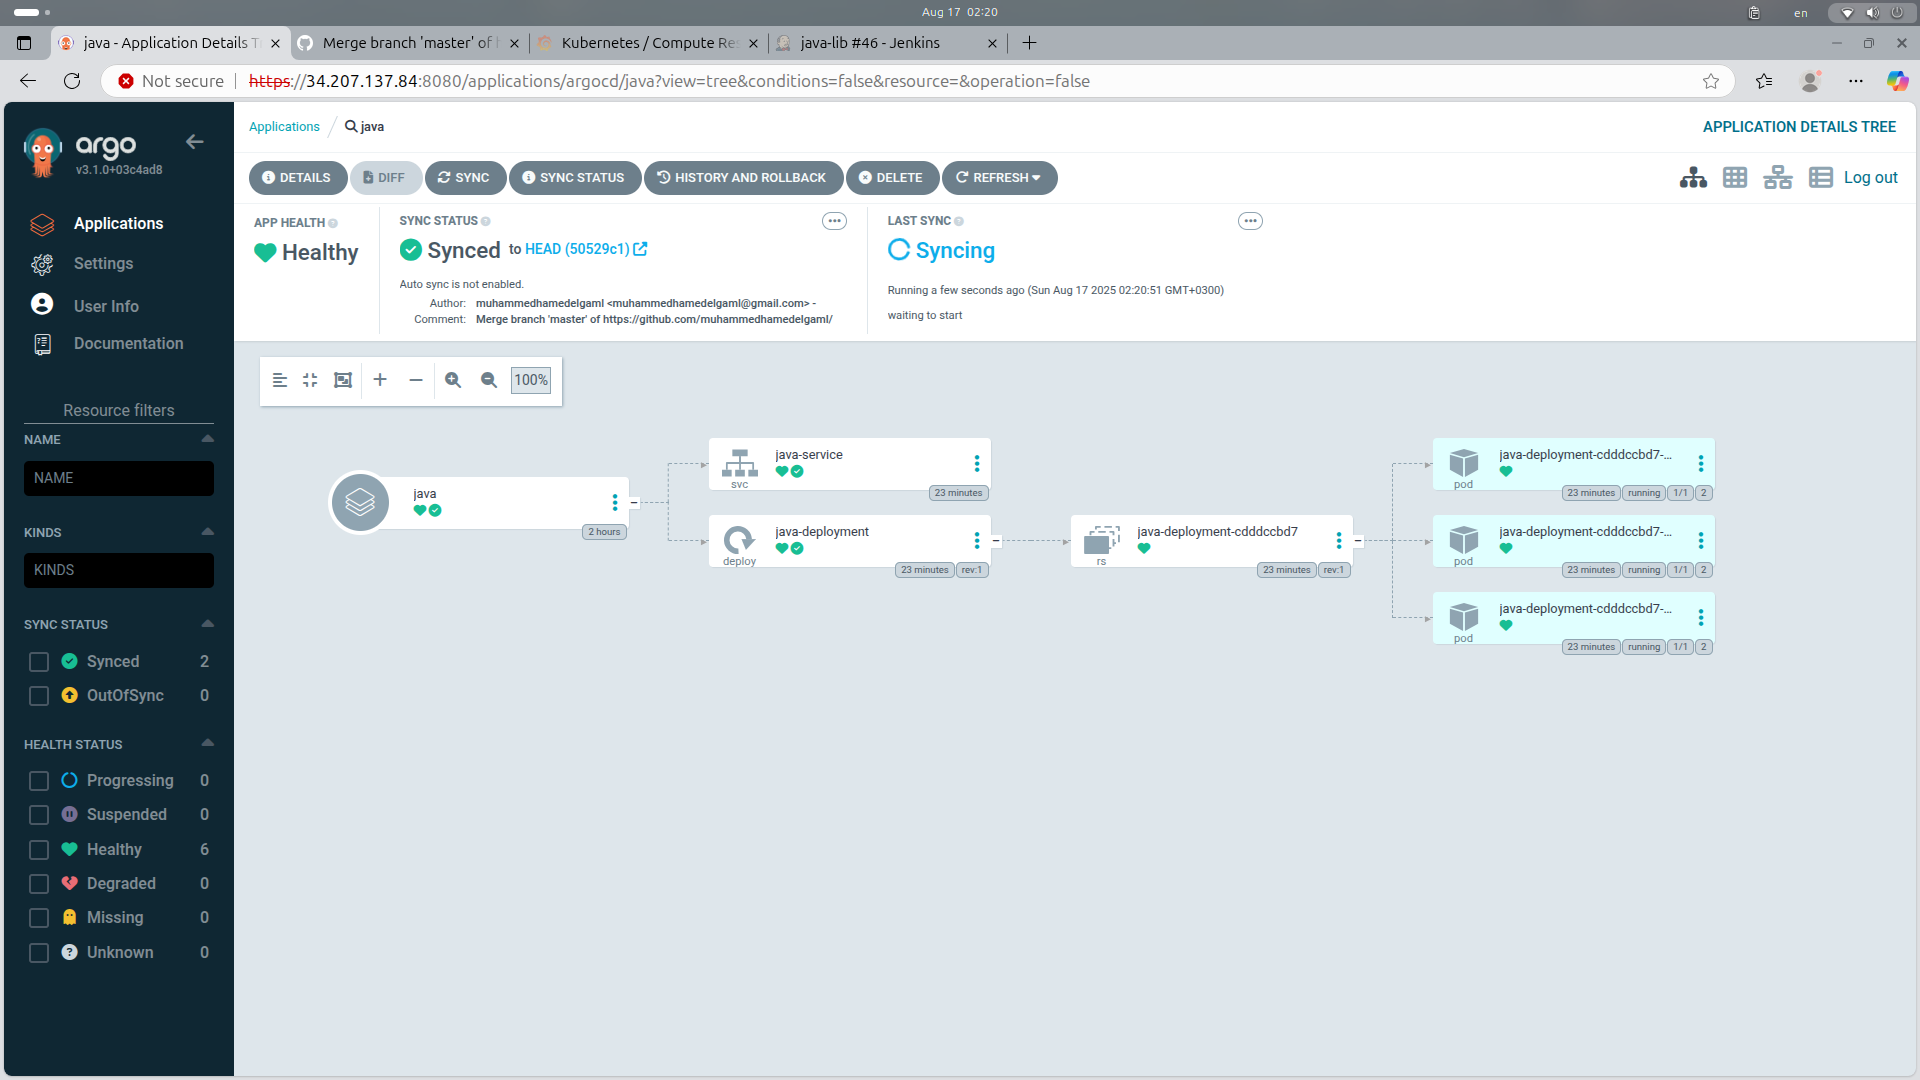 Aug 17 02:20
en
java - Application Details T
Merge branch 'master' of h
Kubernetes / Compute Res
java-lib #46 - Jenkins
Not secure
https://34.207.137.84:8080/applications/argocd/java?view=tree&conditions=false&resource=&operation=false
argo
v3.1.0+03c4ad8
Applications
Settings
User Info
Documentation
Resource filters
NAME
NAME
KINDS
KINDS
SYNC STATUS
Synced 2
OutOfSync 0
HEALTH STATUS
Progressing 0
Suspended 0
Healthy 6
Degraded 0
Missing 0
Unknown 0
Applications / java
APPLICATION DETAILS TREE
DETAILS DIFF SYNC SYNC STATUS HISTORY AND ROLLBACK DELETE REFRESH
Log out
APP HEALTH
Healthy
SYNC STATUS
Synced to HEAD (50529c1)
Auto sync is not enabled.
Author: muhammedhamedelgaml <muhammedhamedelgaml@gmail.com> -
Comment: Merge branch 'master' of https://github.com/muhammedhamedelgaml/
LAST SYNC
Syncing
Running a few seconds ago (Sun Aug 17 2025 02:20:51 GMT+0300)
waiting to start
100%
java
2 hours
java-service
svc
23 minutes
java-deployment
deploy
23 minutes rev:1
java-deployment-cdddccbd7
rs
23 minutes rev:1
java-deployment-cdddccbd7-...
pod
23 minutes running 1/1 2
java-deployment-cdddccbd7-...
pod
23 minutes running 1/1 2
java-deployment-cdddccbd7-...
pod
23 minutes running 1/1 2